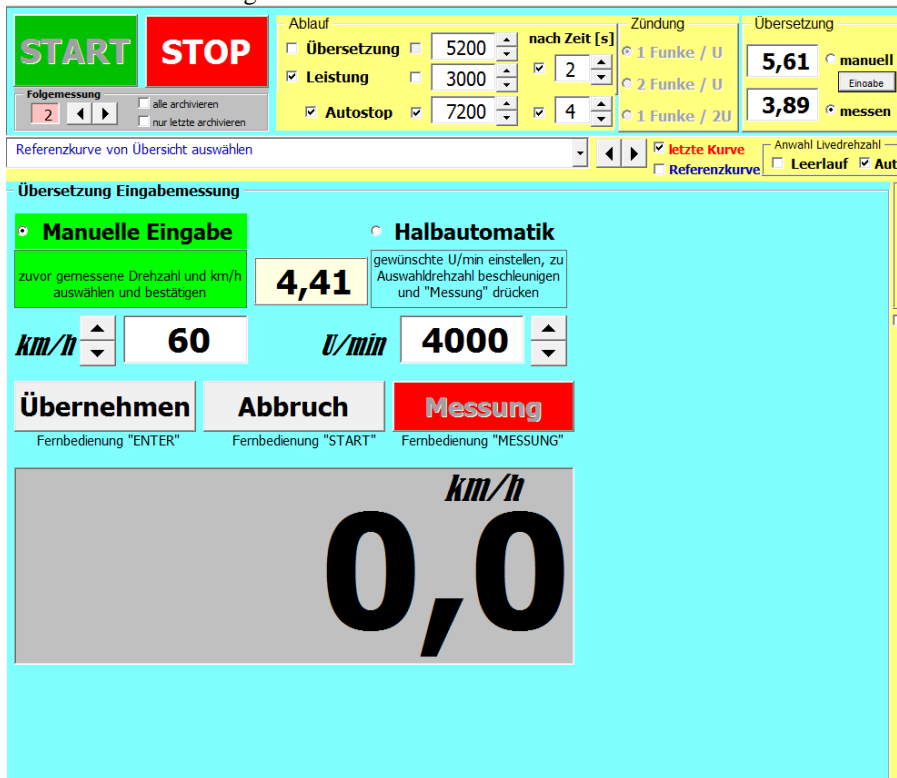 START STOP
Folgemessung
2
alle archivieren
nur letzte archivieren
Ablauf
Übersetzung 5200
Leistung 3000
Autostop 7200
nach Zeit [s]
2
4
Zündung
1 Funke / U
2 Funke / U
1 Funke / 2U
Übersetzung
5,61 manuell
Eingabe
3,89 messen
Referenzkurve von Übersicht auswählen
letzte Kurve
Referenzkurve
Anwahl Livedrehzahl
Leerlauf Aut
Übersetzung Eingabemessung
Manuelle Eingabe
zuvor gemessene Drehzahl und km/h
auswählen und bestätigen
4,41
Halbautomatik
gewünschte U/min einstellen, zu
Auswahldrehzahl beschleunigen
und "Messung" drücken
km/h 60 U/min 4000
Übernehmen Abbruch Messung
Fernbedienung "ENTER" Fernbedienung "START" Fernbedienung "MESSUNG"
km/h
0,0